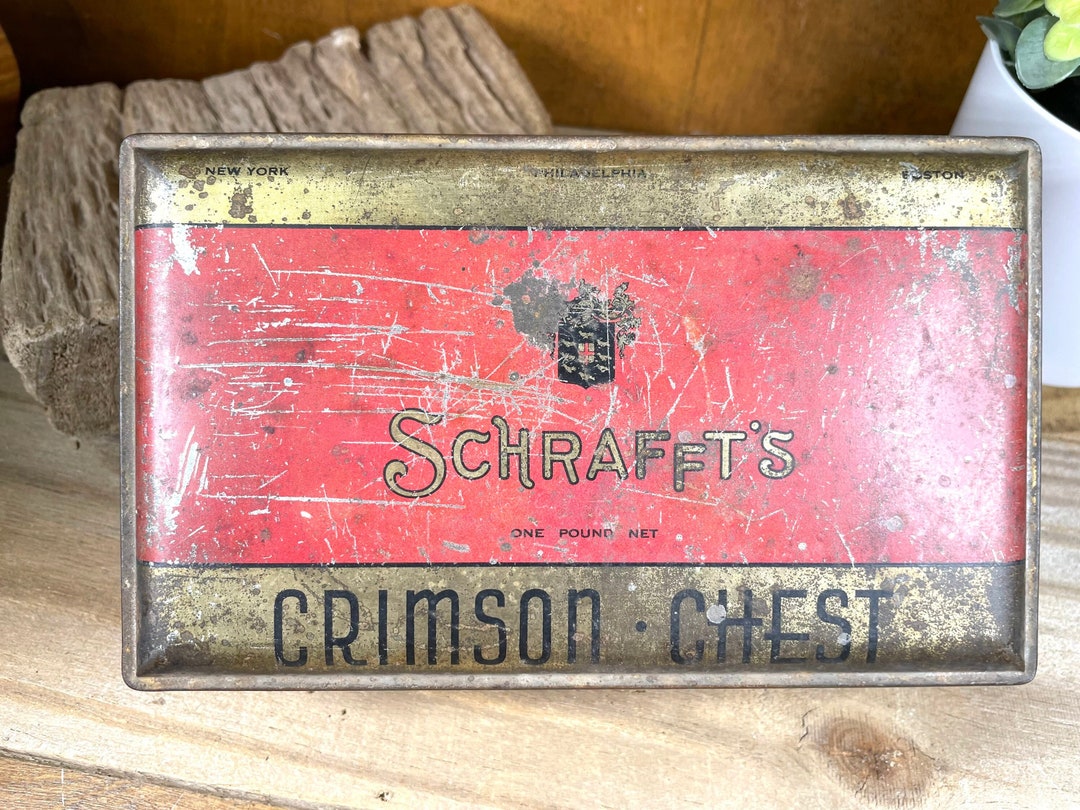 NEW YORK PHILADELPHIA BOSTON
SCHRAFFT'S
ONE POUND NET
CRIMSON · CHEST